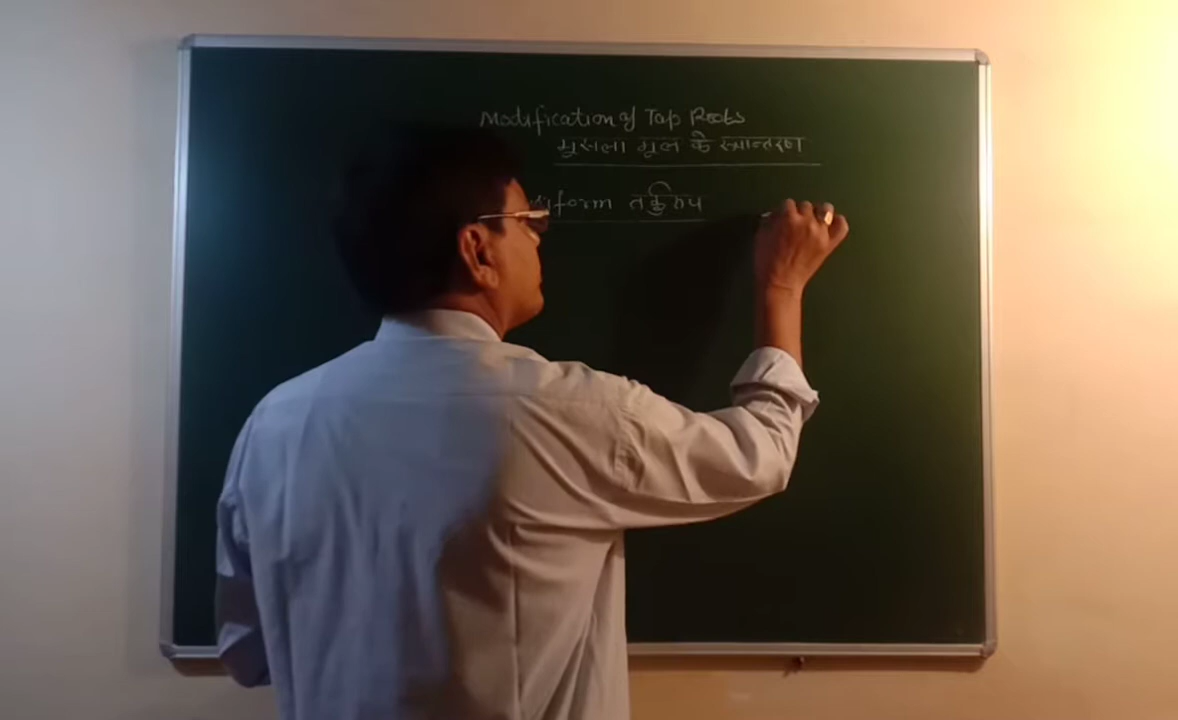 Modification of Tap Roots
मुसला मूल के रूपान्तरण
iform तर्कुरुप